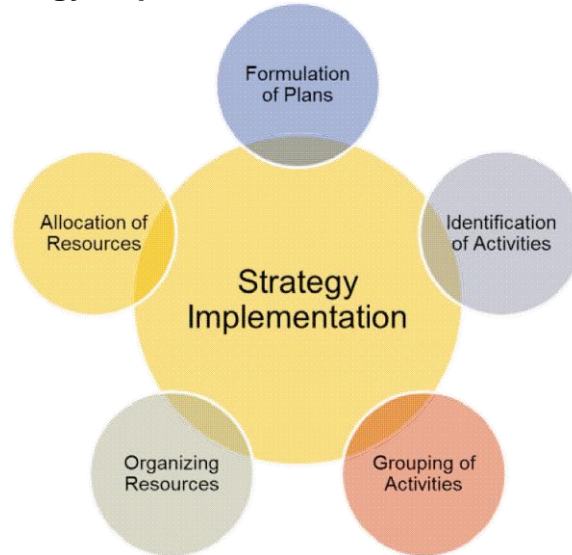 Formulation
of Plans
Allocation of
Resources
Identification
of Activities
Strategy
Implementation
Organizing
Resources
Grouping of
Activities